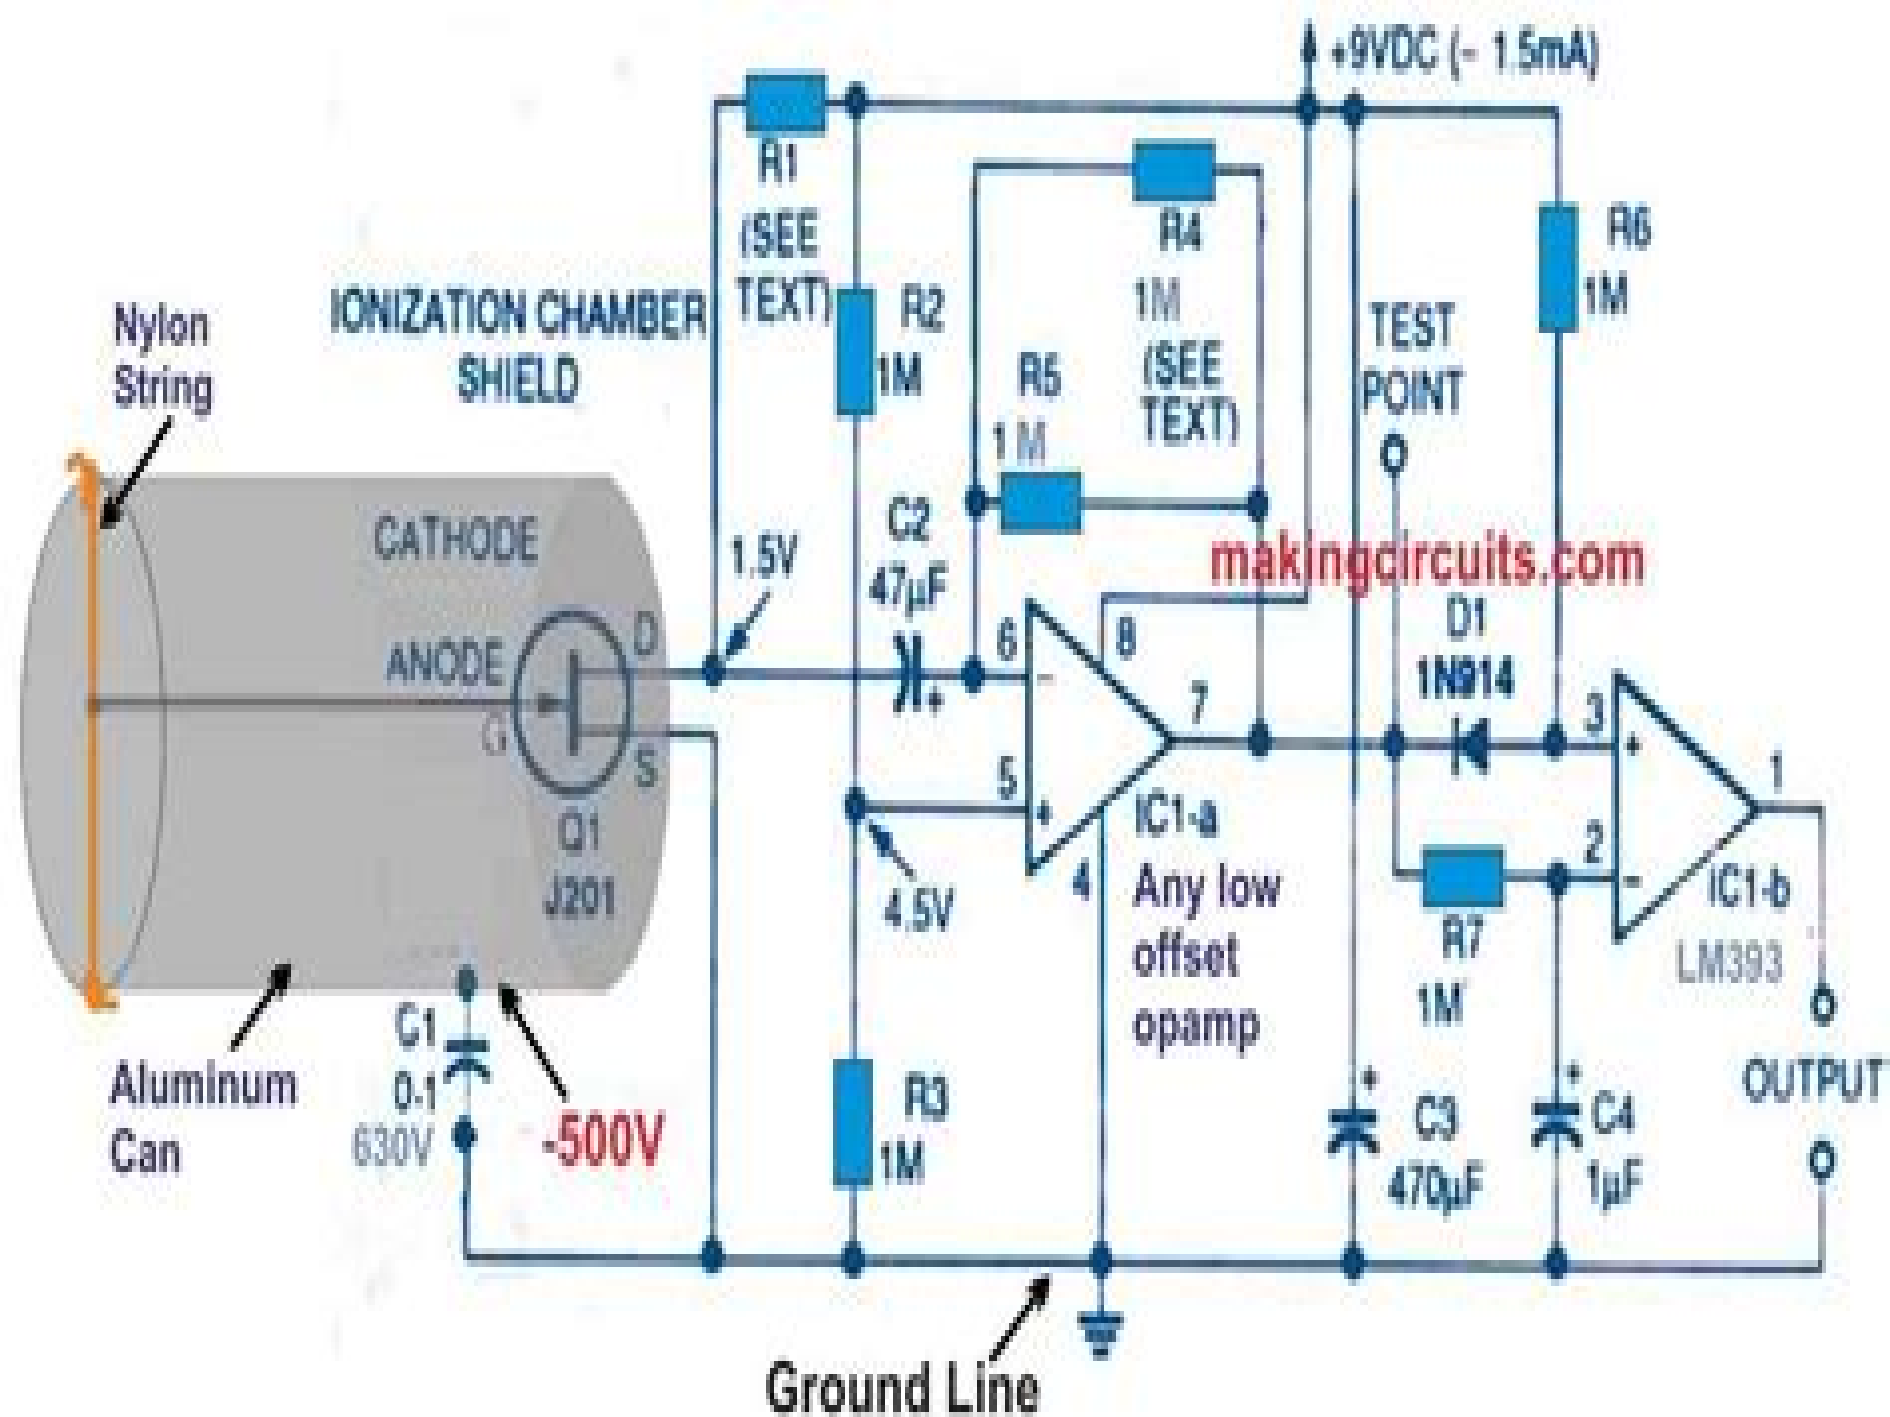 +9VDC (- 1.5mA)
R1
(SEE
TEXT)
R4
1M
(SEE
TEXT)
R6
1M
Nylon
String
IONIZATION CHAMBER
SHIELD
R2
1M
R5
1M
TEST
POINT
CATHODE
1.5V
C2
47µF
makingcircuits.com
D1
1N914
ANODE
D
G
S
Q1
J201
6
-
8
7
5
+
4
IC1-a
Any low
offset
opamp
4.5V
3
+
2
-
1
IC1-b
LM393
R7
1M
C1
0-1
630V
-500V
Aluminum
Can
R3
1M
+
C3
470µF
+
C4
1µF
+
OUTPUT
Ground Line